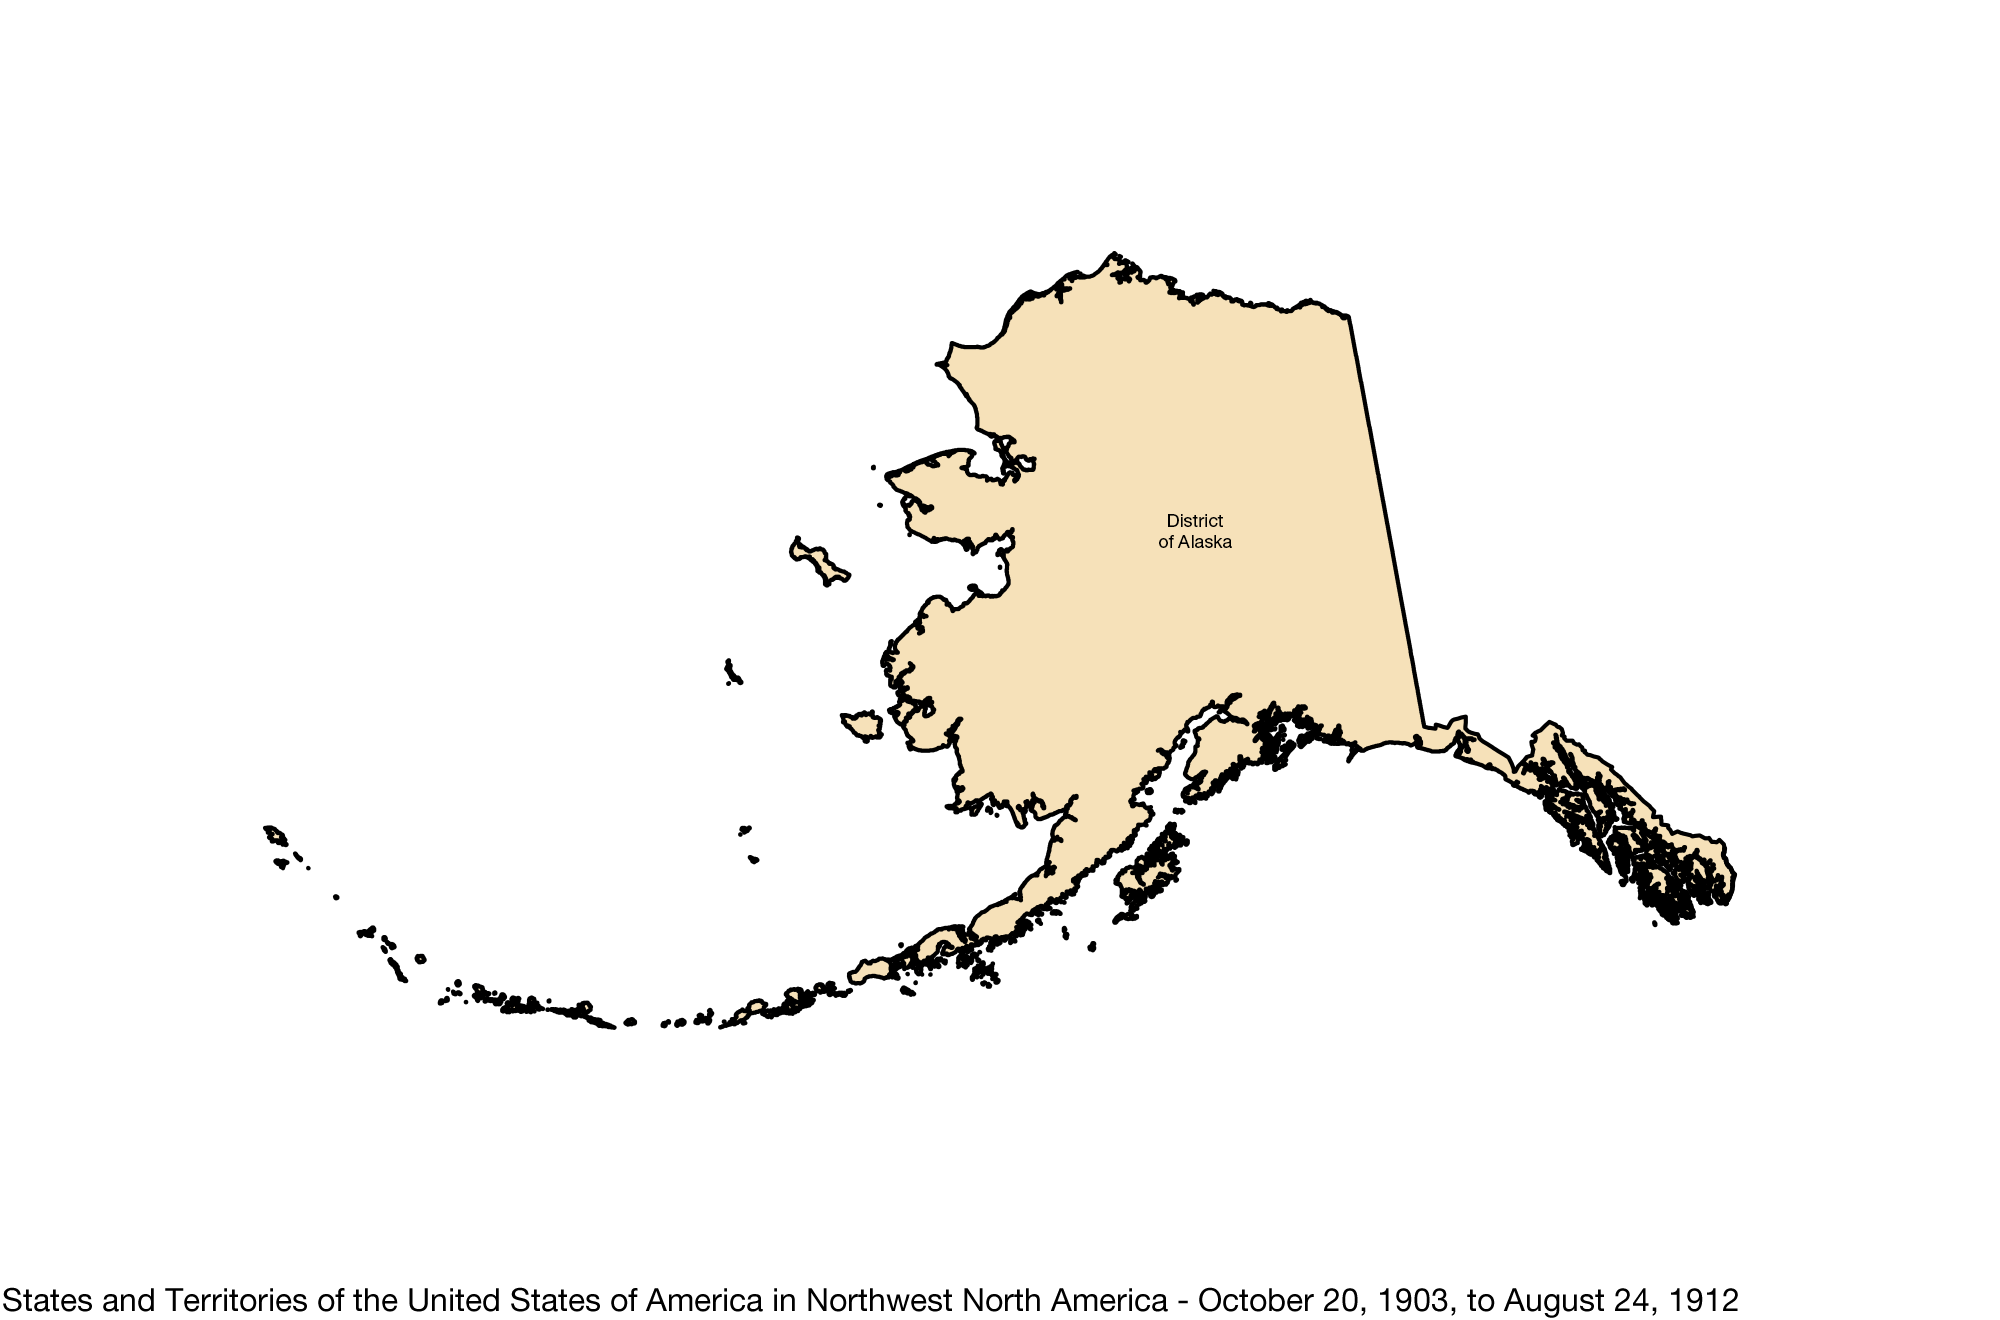 District
of Alaska
States and Territories of the United States of America in Northwest North America - October 20, 1903, to August 24, 1912